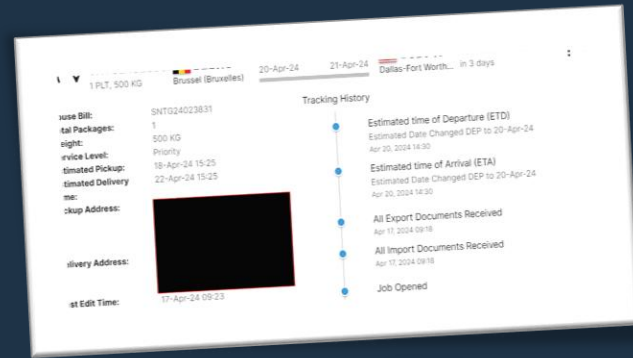 20-Apr-24 21-Apr-24
1 PLT, 500 KG Brussel (Bruxelles) Dallas-Fort Worth... in 3 days
ouse Bill: SNTG24023831
tal Packages: 1
eight: 500 KG
ervice Level: Priority
timated Pickup: 18-Apr-24 15:25
timated Delivery 22-Apr-24 15:25
me:
ckup Address:
elivery Address:
st Edit Time: 17-Apr-24 09:23
Tracking History
Estimated time of Departure (ETD)
Estimated Date Changed DEP to 20-Apr-24
Apr 20, 2024 14:30
Estimated time of Arrival (ETA)
Estimated Date Changed DEP to 20-Apr-24
Apr 20, 2024 14:30
All Export Documents Received
Apr 17, 2024 09:18
All Import Documents Received
Apr 17, 2024 09:18
Job Opened